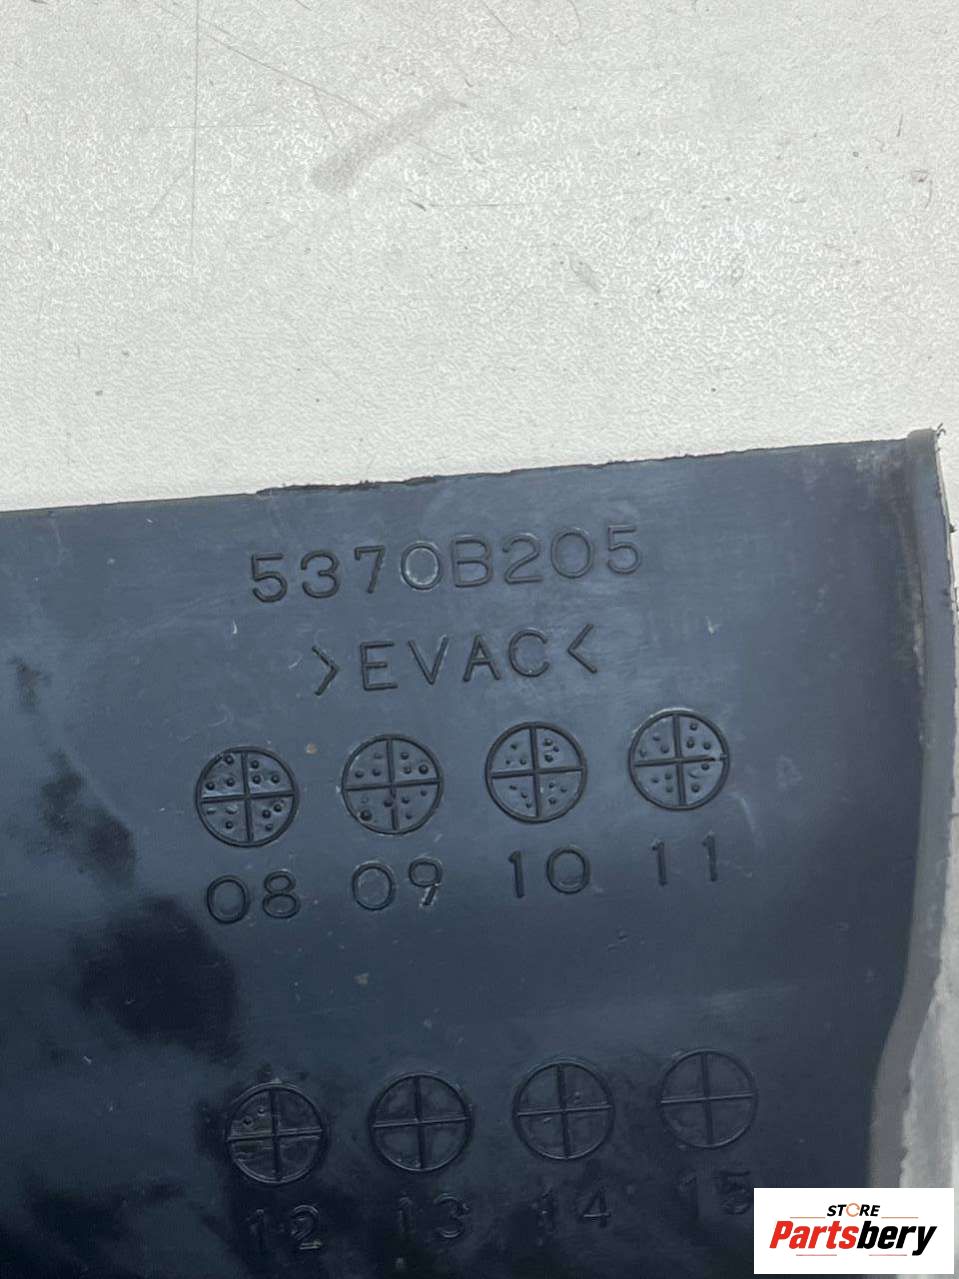 5370B205
>EVAC<
08 09 10 11
12 13 14 15
STORE
Partsbery